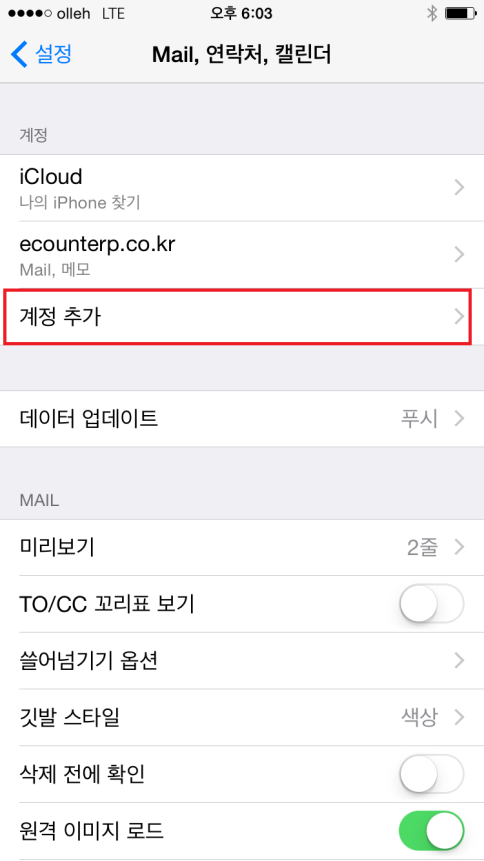 olleh LTE 오후 6:03
설정 Mail, 연락처, 캘린더
계정
iCloud
나의 iPhone 찾기
ecounterp.co.kr
Mail, 메모
계정 추가
데이터 업데이트 푸시
MAIL
미리보기 2줄
TO/CC 꼬리표 보기
쓸어넘기기 옵션
깃발 스타일 색상
삭제 전에 확인
원격 이미지 로드